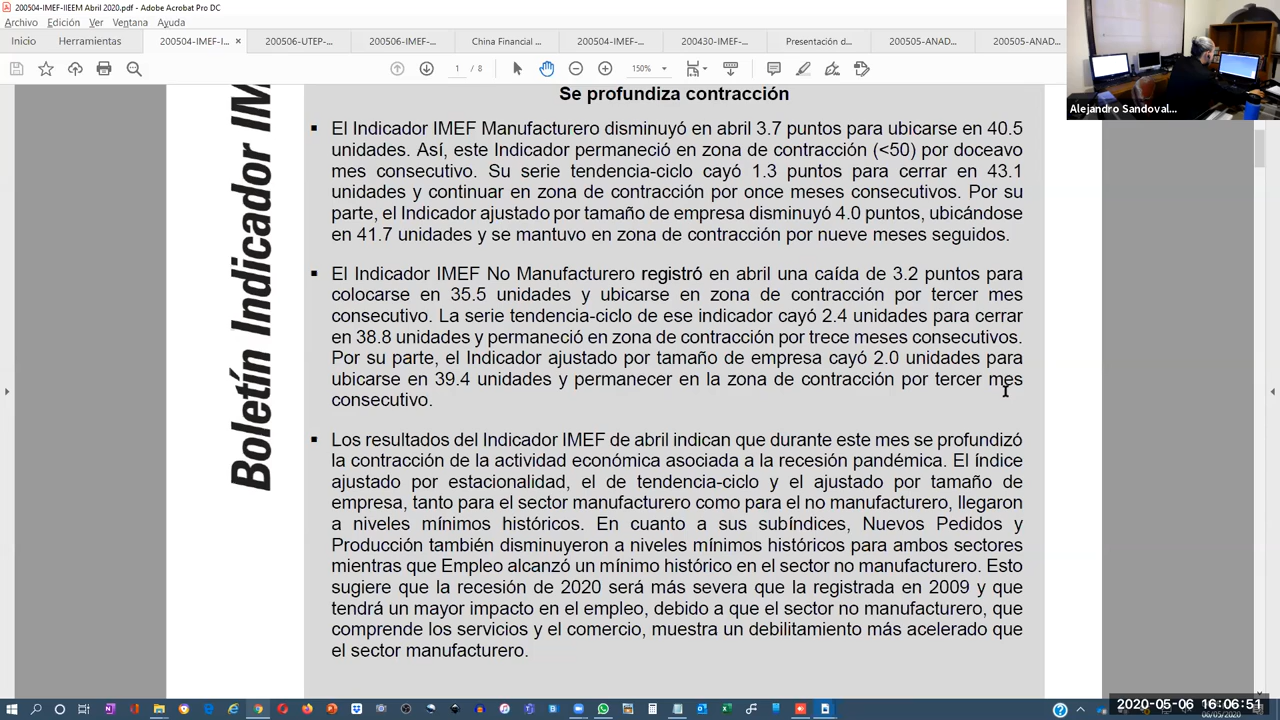 200504-IMEF-IIEEM Abril 2020.pdf - Adobe Acrobat Pro DC
Archivo Edición Ver Ventana Ayuda
Inicio Herramientas 200504-IMEF-I... × 200506-UTEP-... 200506-IMEF-... China Financial ... 200504-IMEF-... 200430-IMEF-... Presentación d... 200505-ANAD... 200505-ANAD...
1 / 8 150%
Alejandro Sandoval...
Boletín Indicador IM
Se profundiza contracción
▪ El Indicador IMEF Manufacturero disminuyó en abril 3.7 puntos para ubicarse en 40.5
unidades. Así, este Indicador permaneció en zona de contracción (<50) por doceavo
mes consecutivo. Su serie tendencia-ciclo cayó 1.3 puntos para cerrar en 43.1
unidades y continuar en zona de contracción por once meses consecutivos. Por su
parte, el Indicador ajustado por tamaño de empresa disminuyó 4.0 puntos, ubicándose
en 41.7 unidades y se mantuvo en zona de contracción por nueve meses seguidos.
▪ El Indicador IMEF No Manufacturero registró en abril una caída de 3.2 puntos para
colocarse en 35.5 unidades y ubicarse en zona de contracción por tercer mes
consecutivo. La serie tendencia-ciclo de ese indicador cayó 2.4 unidades para cerrar
en 38.8 unidades y permaneció en zona de contracción por trece meses consecutivos.
Por su parte, el Indicador ajustado por tamaño de empresa cayó 2.0 unidades para
ubicarse en 39.4 unidades y permanecer en la zona de contracción por tercer mes
consecutivo.
▪ Los resultados del Indicador IMEF de abril indican que durante este mes se profundizó
la contracción de la actividad económica asociada a la recesión pandémica. El índice
ajustado por estacionalidad, el de tendencia-ciclo y el ajustado por tamaño de
empresa, tanto para el sector manufacturero como para el no manufacturero, llegaron
a niveles mínimos históricos. En cuanto a sus subíndices, Nuevos Pedidos y
Producción también disminuyeron a niveles mínimos históricos para ambos sectores
mientras que Empleo alcanzó un mínimo histórico en el sector no manufacturero. Esto
sugiere que la recesión de 2020 será más severa que la registrada en 2009 y que
tendrá un mayor impacto en el empleo, debido a que el sector no manufacturero, que
comprende los servicios y el comercio, muestra un debilitamiento más acelerado que
el sector manufacturero.
2020-05-06 16:06:51